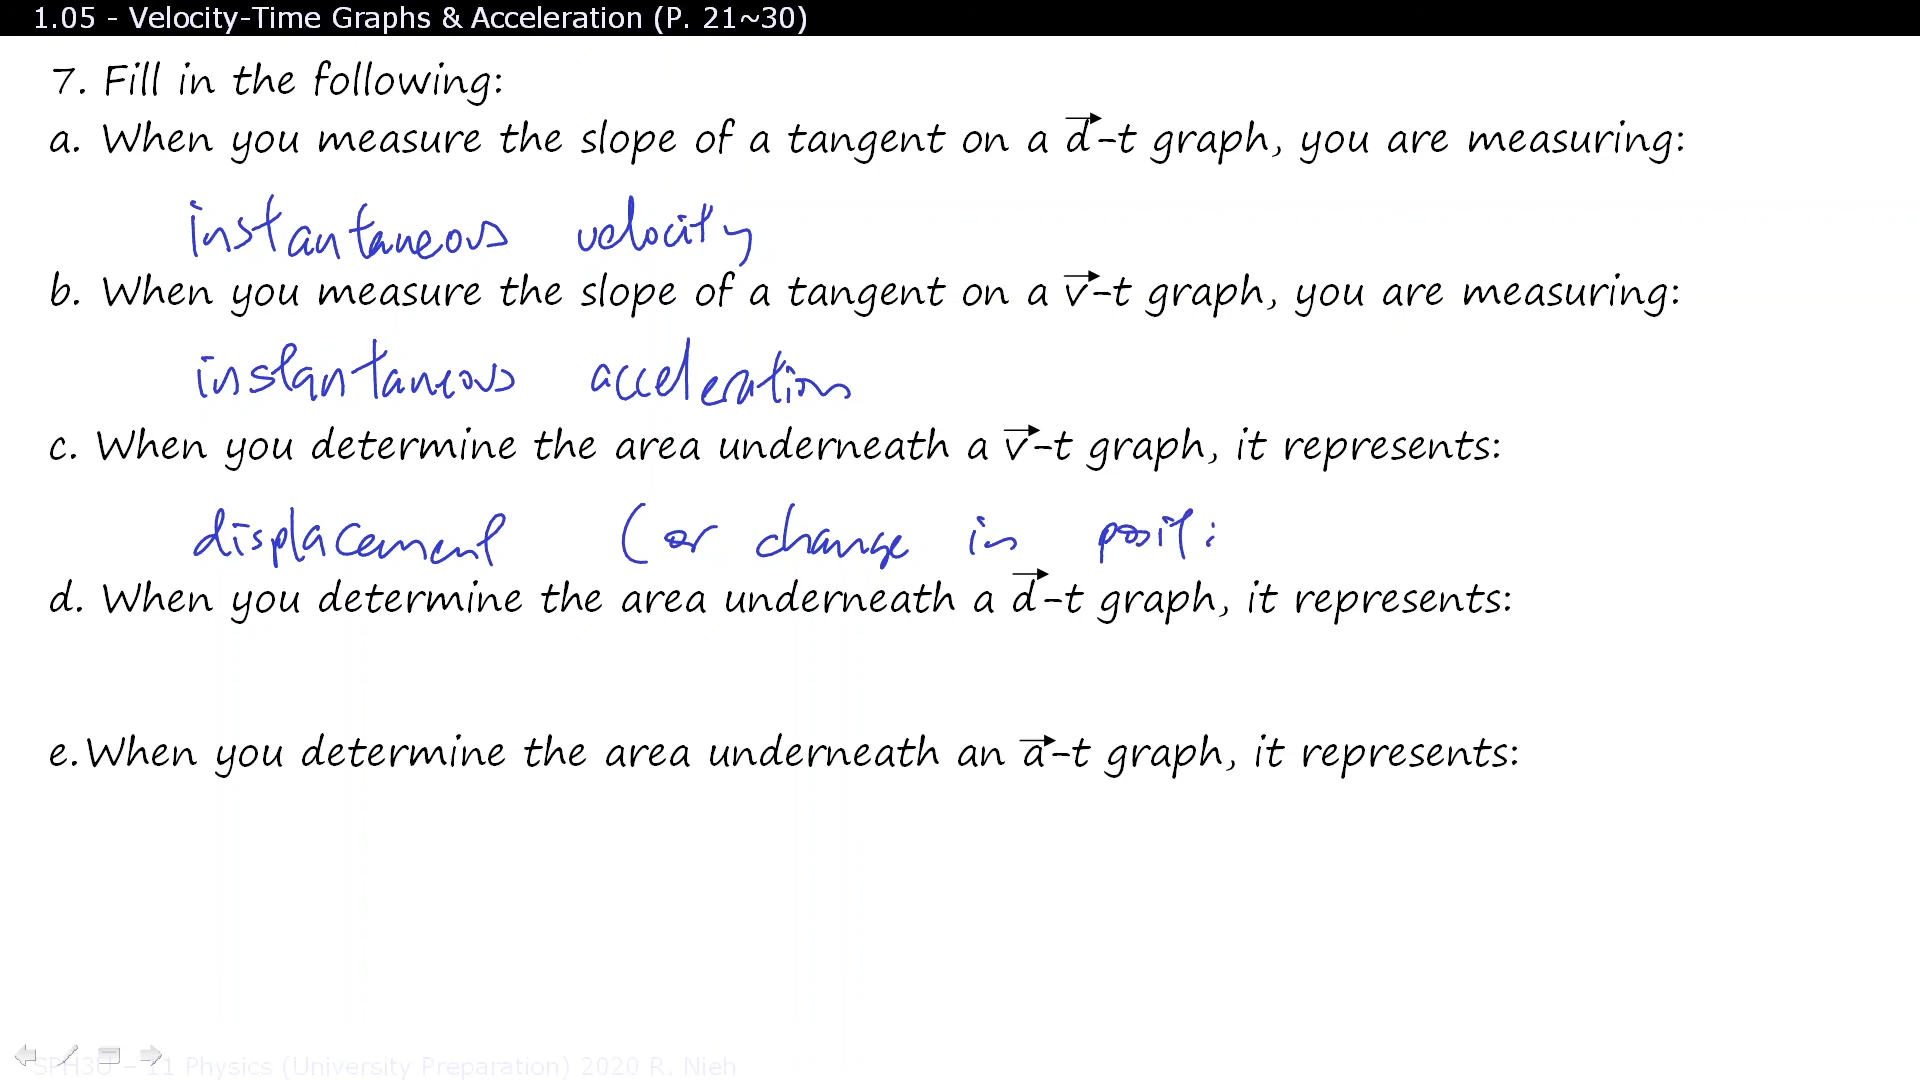 1.05 - Velocity-Time Graphs & Acceleration (P. 21~30)
7. Fill in the following:
a. When you measure the slope of a tangent on a d⃗-t graph, you are measuring:
instantaneous velocity
b. When you measure the slope of a tangent on a v⃗-t graph, you are measuring:
instantaneous acceleration
c. When you determine the area underneath a v⃗-t graph, it represents:
displacement (or change in positi
d. When you determine the area underneath a d⃗-t graph, it represents:
e. When you determine the area underneath an a⃗-t graph, it represents:
SPH3U – 11 Physics (University Preparation) 2020 R. Nieh